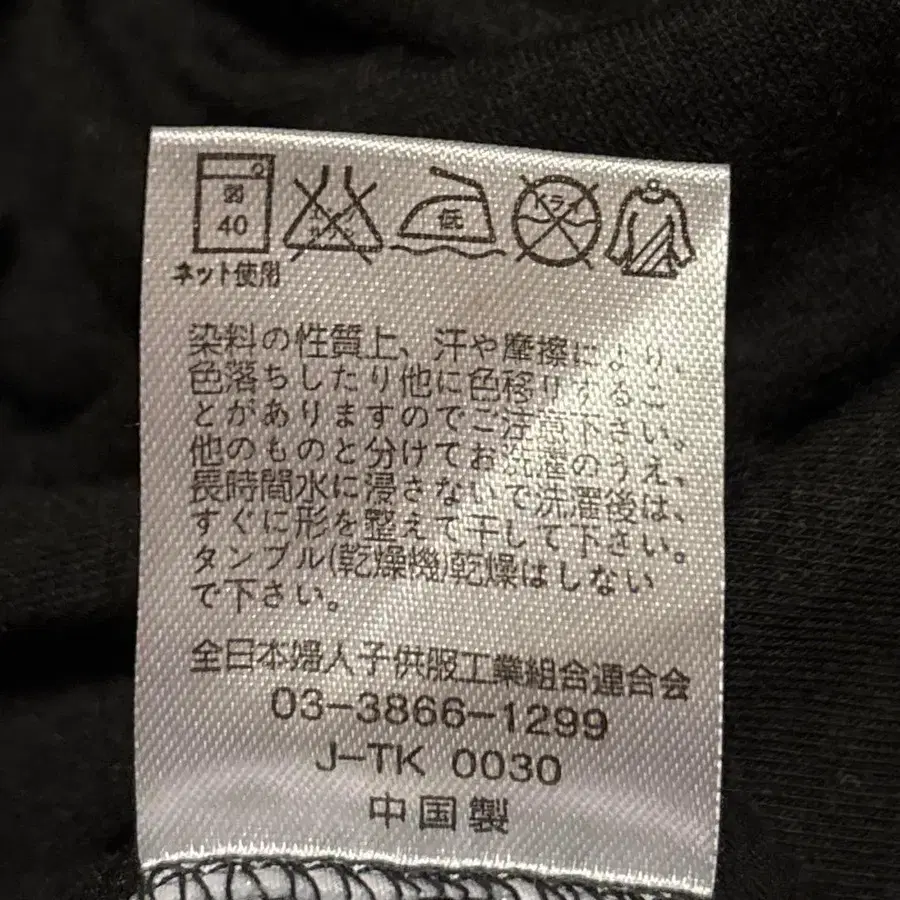 図
40
ネット使用
エンソ
サラシ
低
ドライ
染料の性質上、汗や摩擦により、
色落ちしたり他に色移りするこ
とがありますのでご注意下さい。
他のものと分けてお洗濯のうえ、
長時間水に浸さないで洗濯後は、
すぐに形を整えて干して下さい。
タンブル(乾燥機)乾燥はしない
で下さい。
全日本婦人子供服工業組合連合会
03-3866-1299
J-TK 0030
中国製